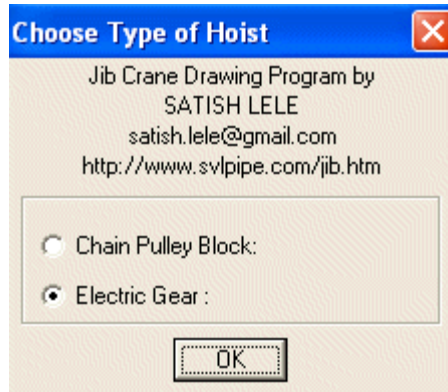 Choose Type of Hoist
Jib Crane Drawing Program by
SATISH LELE
satish.lele@gmail.com
http://www.svlpipe.com/jib.htm
Chain Pulley Block:
Electric Gear :
OK